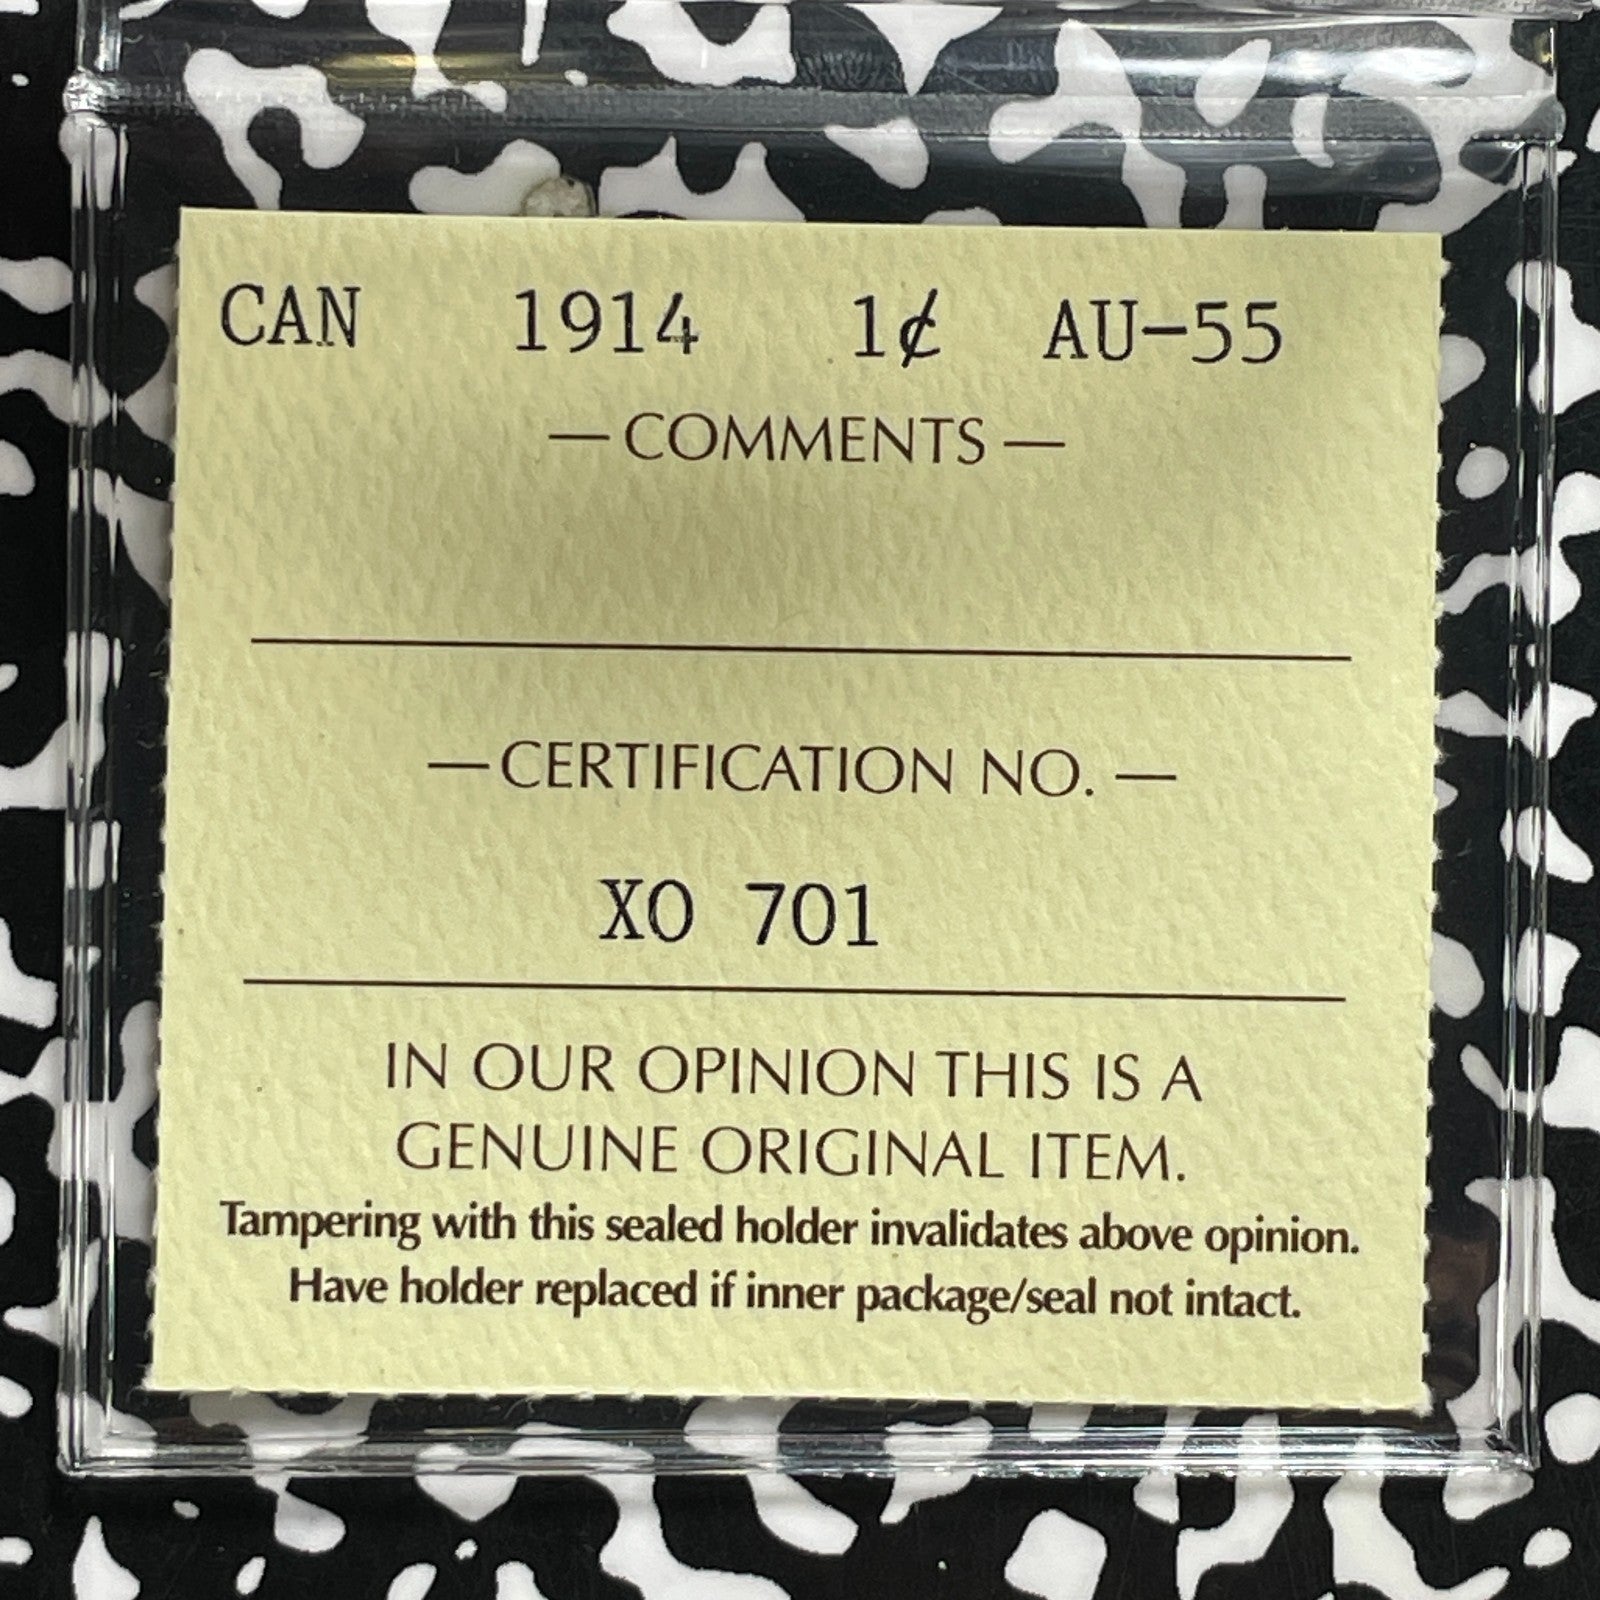 CAN 1914 1¢ AU-55
— COMMENTS —
— CERTIFICATION NO. —
XO 701
IN OUR OPINION THIS IS A
GENUINE ORIGINAL ITEM.
Tampering with this sealed holder invalidates above opinion.
Have holder replaced if inner package/seal not intact.